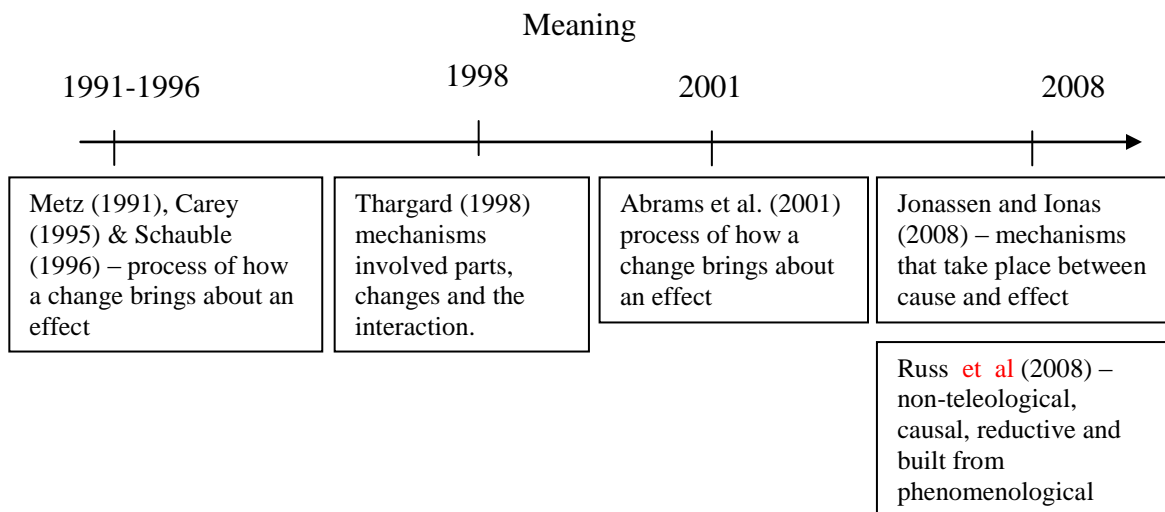 Meaning
1991-1996
1998
2001
2008
Metz (1991), Carey
(1995) & Schauble
(1996) – process of how
a change brings about an
effect
Thargard (1998)
mechanisms
involved parts,
changes and the
interaction.
Abrams et al. (2001)
process of how a
change brings about
an effect
Jonassen and Ionas
(2008) – mechanisms
that take place between
cause and effect
Russ et al (2008) –
non-teleological,
causal, reductive and
built from
phenomenological